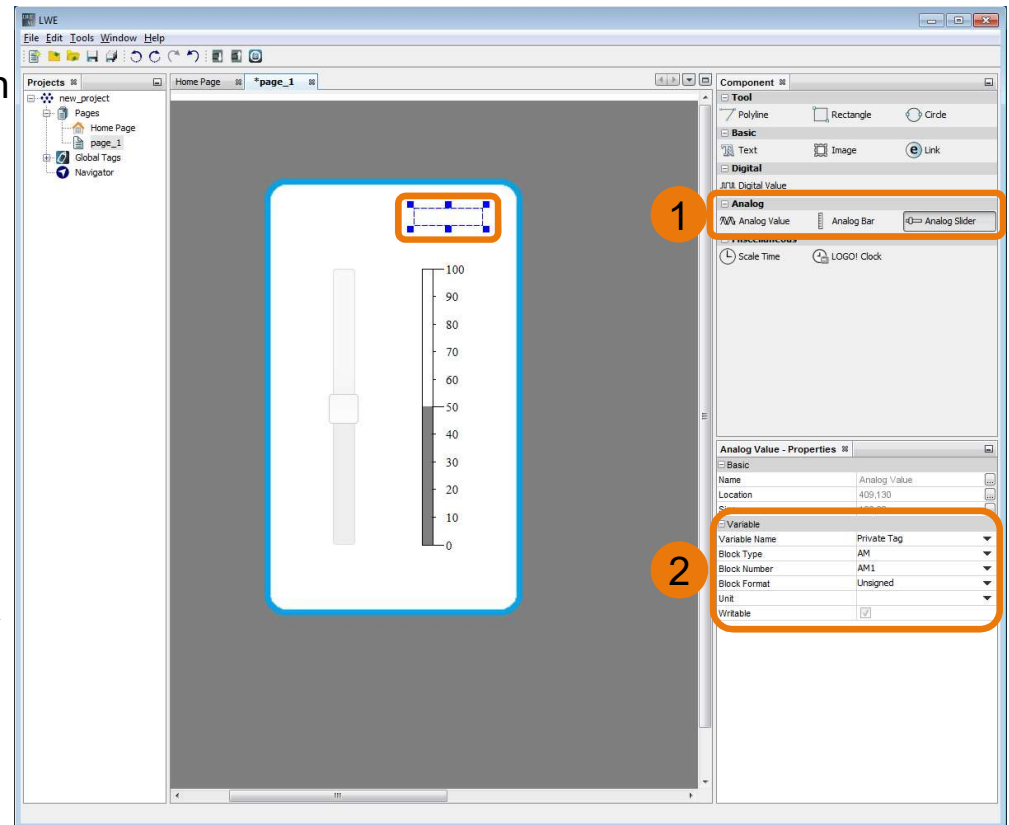 LWE
File Edit Tools Window Help
Projects
new_project
Pages
Home Page
page_1
Global Tags
Navigator
Home Page *page_1
100
90
80
70
60
50
40
30
20
10
0
Component
Tool
Polyline Rectangle Circle
Basic
Text Image Link
Digital
Digital Value
1
Analog
Analog Value Analog Bar Analog Slider
Miscellaneous
Scale Time LOGO! Clock
Analog Value - Properties
Basic
Name Analog Value
Location 409,130
2
Variable
Variable Name Private Tag
Block Type AM
Block Number AM1
Block Format Unsigned
Unit
Writable